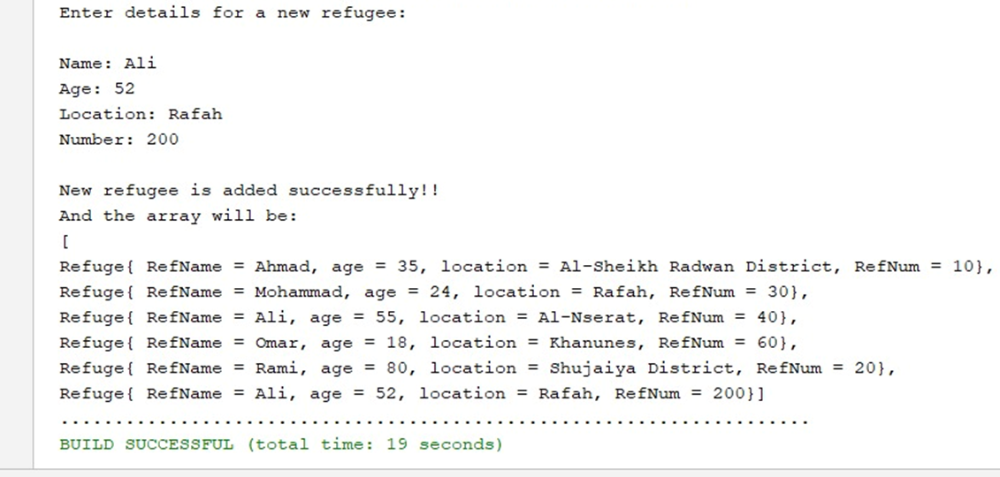 Enter details for a new refugee:
Name: Ali
Age: 52
Location: Rafah
Number: 200
New refugee is added successfully!!
And the array will be:
[
Refuge{ RefName = Ahmad, age = 35, location = Al-Sheikh Radwan District, RefNum = 10},
Refuge{ RefName = Mohammad, age = 24, location = Rafah, RefNum = 30},
Refuge{ RefName = Ali, age = 55, location = Al-Nserat, RefNum = 40},
Refuge{ RefName = Omar, age = 18, location = Khanunes, RefNum = 60},
Refuge{ RefName = Rami, age = 80, location = Shujaiya District, RefNum = 20},
Refuge{ RefName = Ali, age = 52, location = Rafah, RefNum = 200}]
.....................................................................
BUILD SUCCESSFUL (total time: 19 seconds)